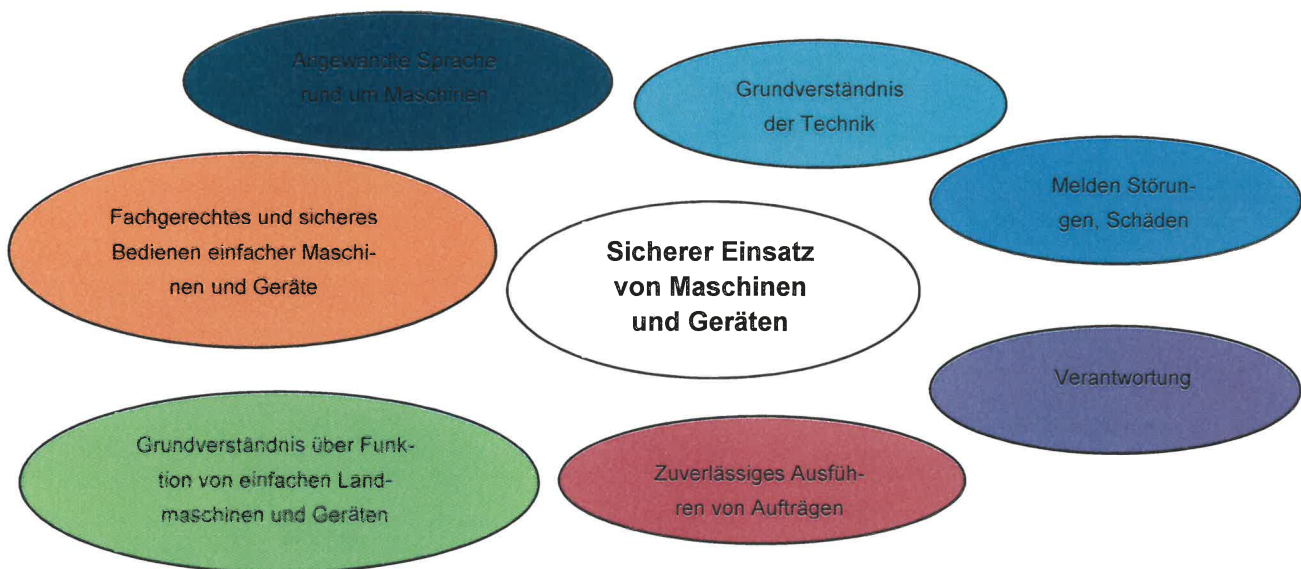 Angewandte Sprache
rund um Maschinen
Grundverständnis
der Technik
Melden Störun-
gen, Schäden
Fachgerechtes und sicheres
Bedienen einfacher Maschi-
nen und Geräte
Sicherer Einsatz
von Maschinen
und Geräten
Verantwortung
Grundverständnis über Funk-
tion von einfachen Land-
maschinen und Geräten
Zuverlässiges Ausfüh-
ren von Aufträgen